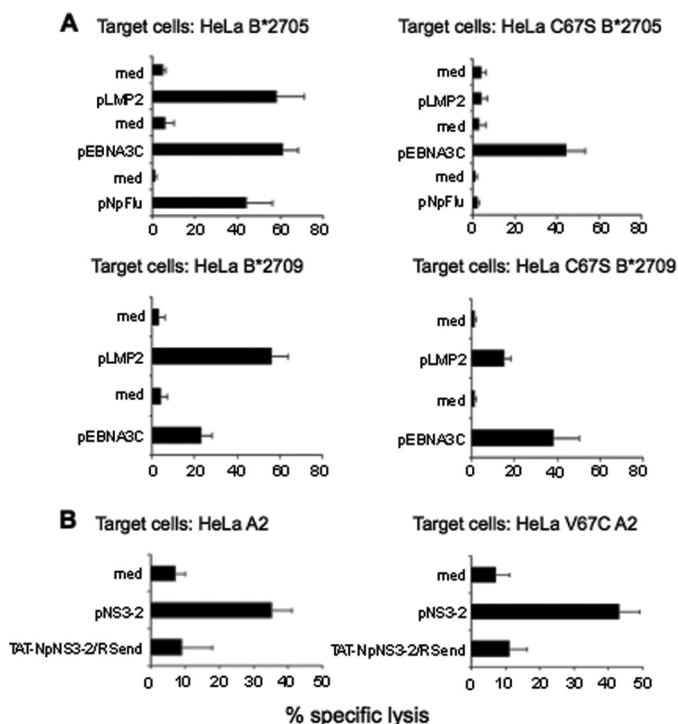 A Target cells: HeLa B*2705
med
pLMP2
med
pEBNA3C
med
pNpFlu
0 20 40 60 80
Target cells: HeLa C67S B*2705
med
pLMP2
med
pEBNA3C
med
pNpFlu
0 20 40 60 80
Target cells: HeLa B*2709
med
pLMP2
med
pEBNA3C
0 20 40 60 80
Target cells: HeLa C67S B*2709
med
pLMP2
med
pEBNA3C
0 20 40 60 80
B Target cells: HeLa A2
med
pNS3-2
TAT-NpNS3-2/RSend
0 10 20 30 40 50
Target cells: HeLa V67C A2
med
pNS3-2
TAT-NpNS3-2/RSend
0 10 20 30 40 50
% specific lysis